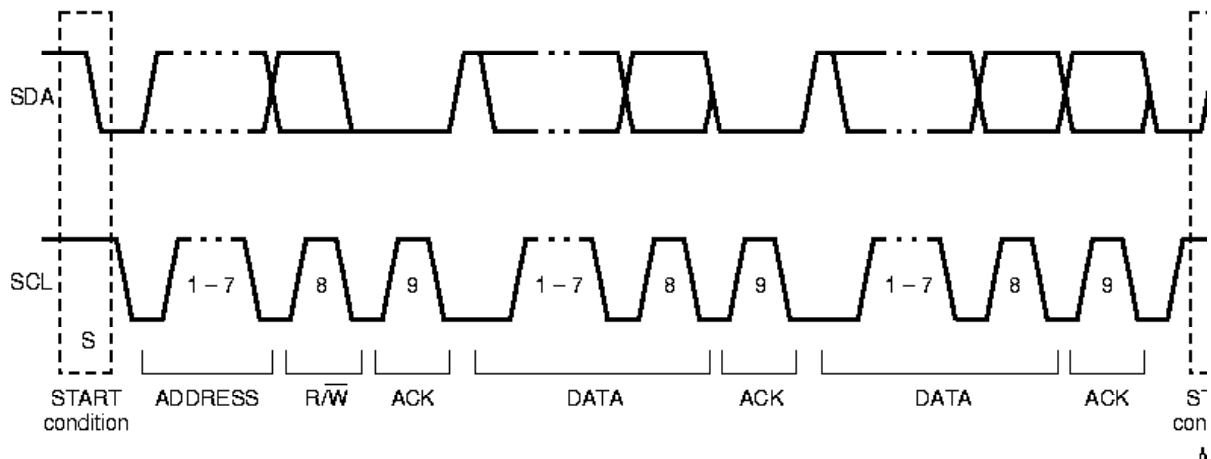 SDA
SCL
1 – 7
8
9
1 – 7
8
9
1 – 7
8
9
S
START
condition
ADDRESS
R/W̅
ACK
DATA
ACK
DATA
ACK